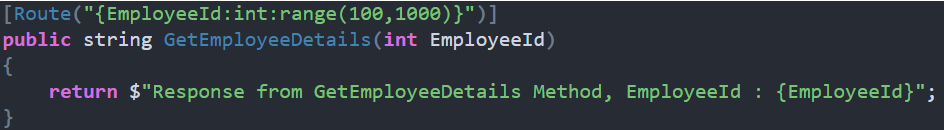 [Route("{EmployeeId:int:range(100,1000)}")]
public string GetEmployeeDetails(int EmployeeId)
{
    return $"Response from GetEmployeeDetails Method, EmployeeId : {EmployeeId}";
}